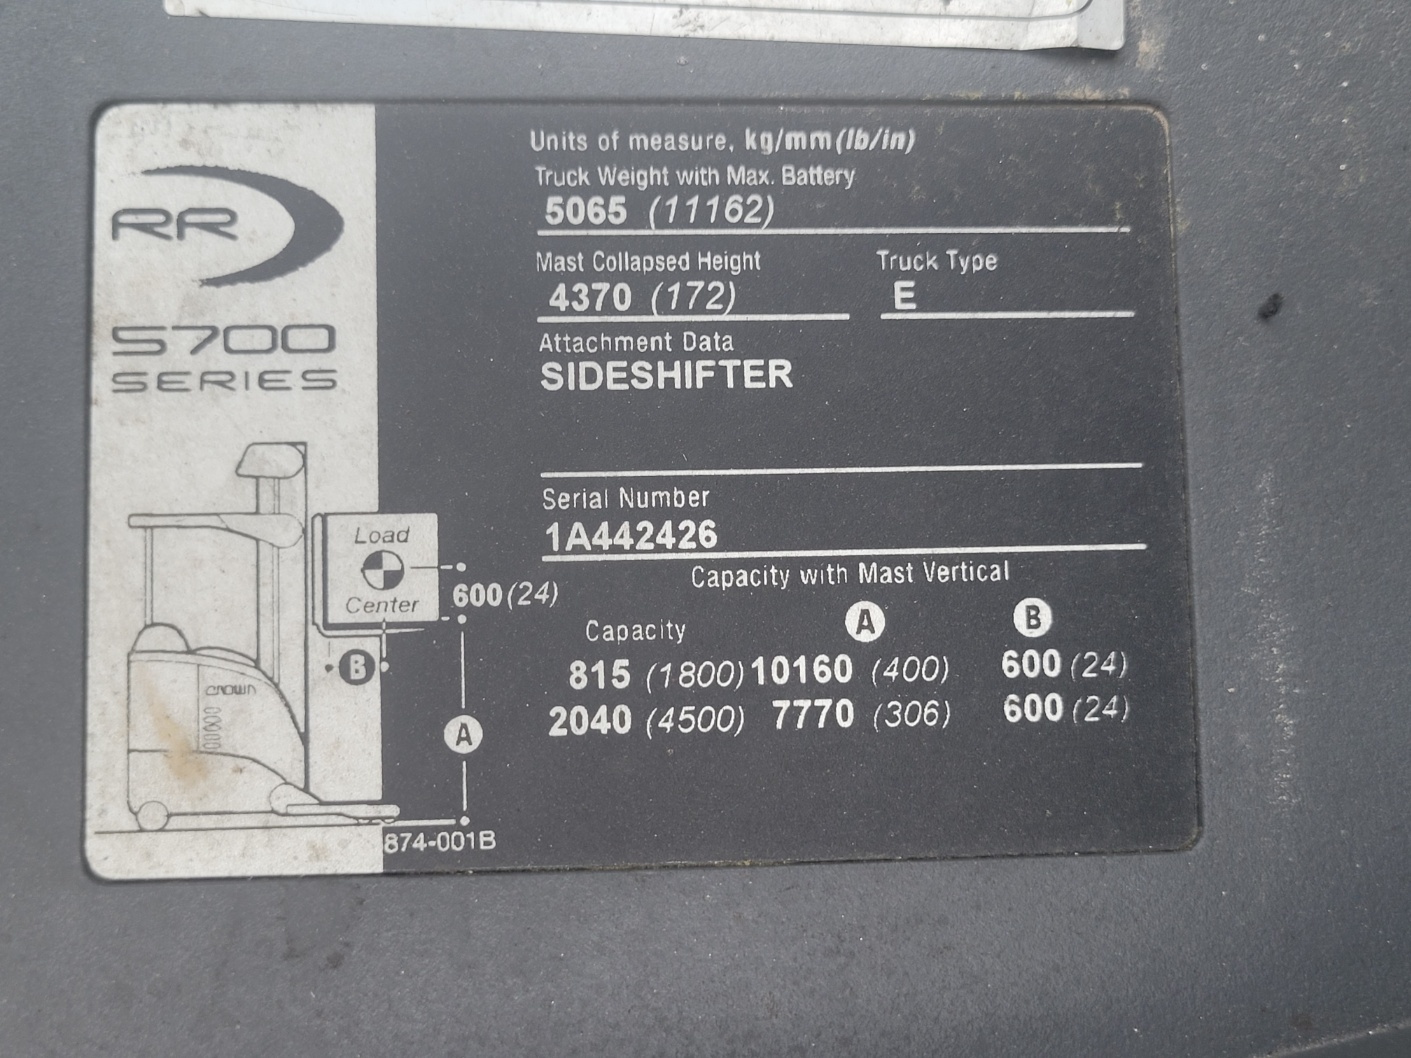 RR
S700
SERIES
Units of measure, kg/mm (lb/in)
Truck Weight with Max. Battery
5065 (11162)
Mast Collapsed Height Truck Type
4370 (172) E
Attachment Data
SIDESHIFTER
Serial Number
1A442426
Load
Center
600 (24)
B
A
CROWN
874-001B
Capacity with Mast Vertical
Capacity A B
815 (1800) 10160 (400) 600 (24)
2040 (4500) 7770 (306) 600 (24)